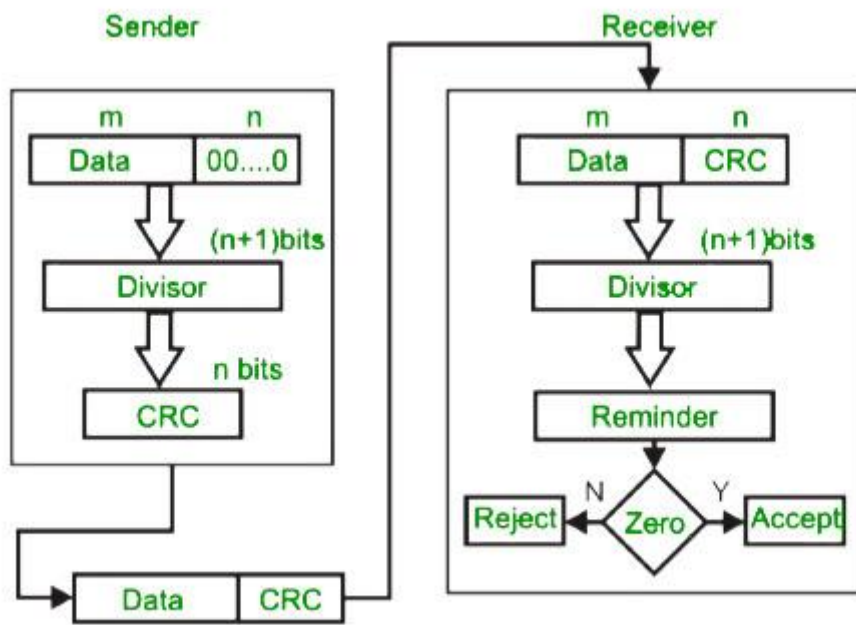 Sender
m n
Data 00....0
(n+1)bits
Divisor
n bits
CRC
Data CRC
Receiver
m n
Data CRC
(n+1)bits
Divisor
Reminder
N Y
Reject Zero Accept